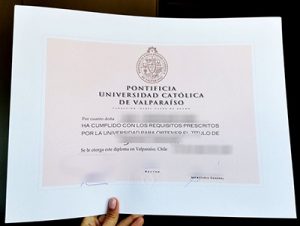 PONTIFICIA
UNIVERSIDAD CATÓLICA
DE VALPARAÍSO
Por cuanto don/a
HA CUMPLIDO CON LOS REQUISITOS PRESCRITOS
POR LA UNIVERSIDAD PARA OBTENER EL TITULO DE
Se le otorga este diploma en Valparaíso, Chile